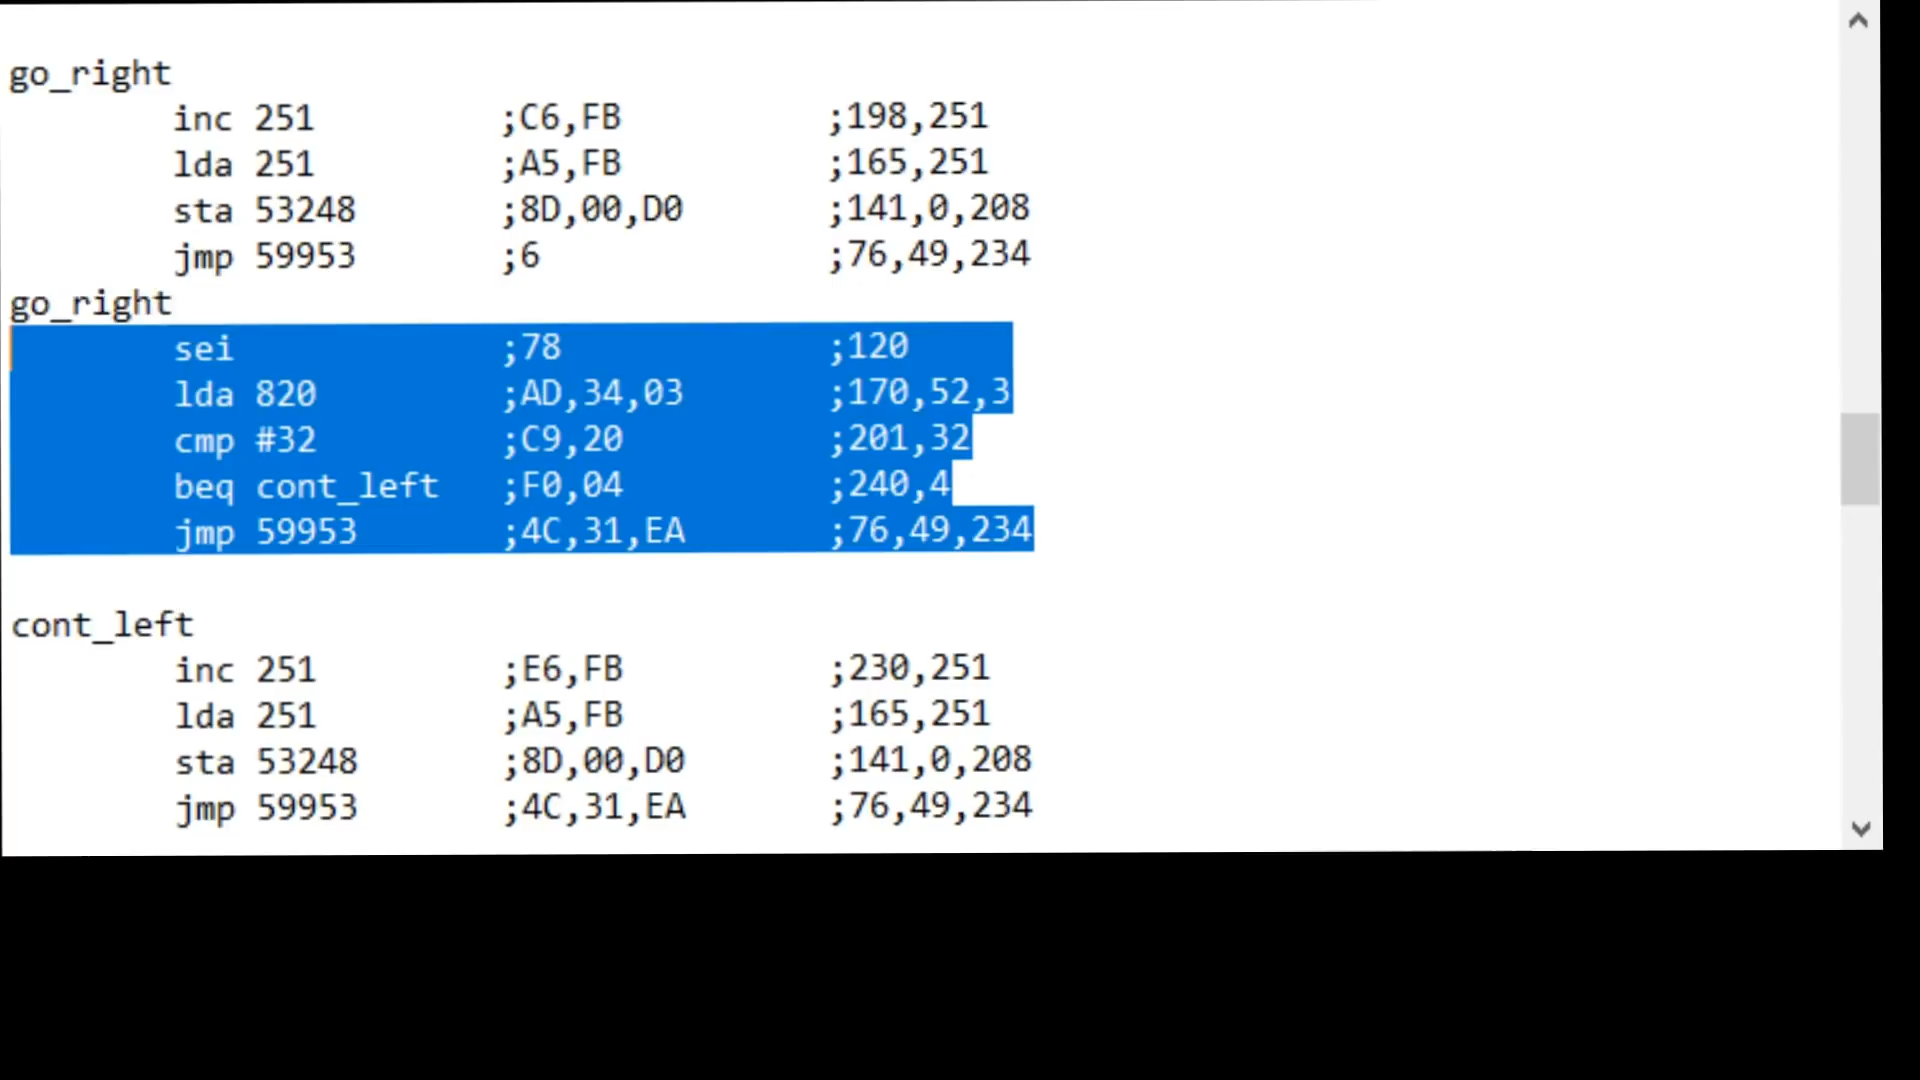 go_right
inc 251 ;C6,FB ;198,251
lda 251 ;A5,FB ;165,251
sta 53248 ;8D,00,D0 ;141,0,208
jmp 59953 ;6 ;76,49,234
go_right
sei ;78 ;120
lda 820 ;AD,34,03 ;170,52,3
cmp #32 ;C9,20 ;201,32
beq cont_left ;F0,04 ;240,4
jmp 59953 ;4C,31,EA ;76,49,234
cont_left
inc 251 ;E6,FB ;230,251
lda 251 ;A5,FB ;165,251
sta 53248 ;8D,00,D0 ;141,0,208
jmp 59953 ;4C,31,EA ;76,49,234